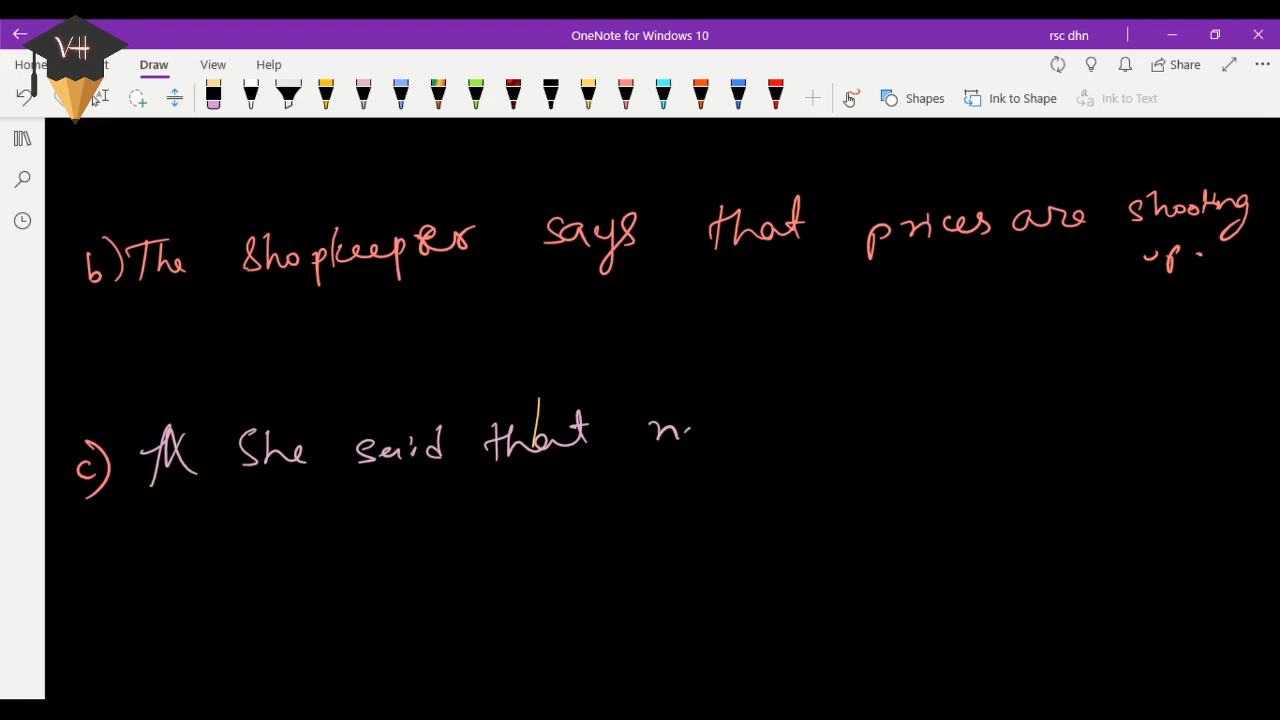 VH
OneNote for Windows 10
rsc dhn
Draw View Help
Share
Shapes Ink to Shape Ink to Text
b) The shopkeeper says that prices are shooting
up.
c) She said that